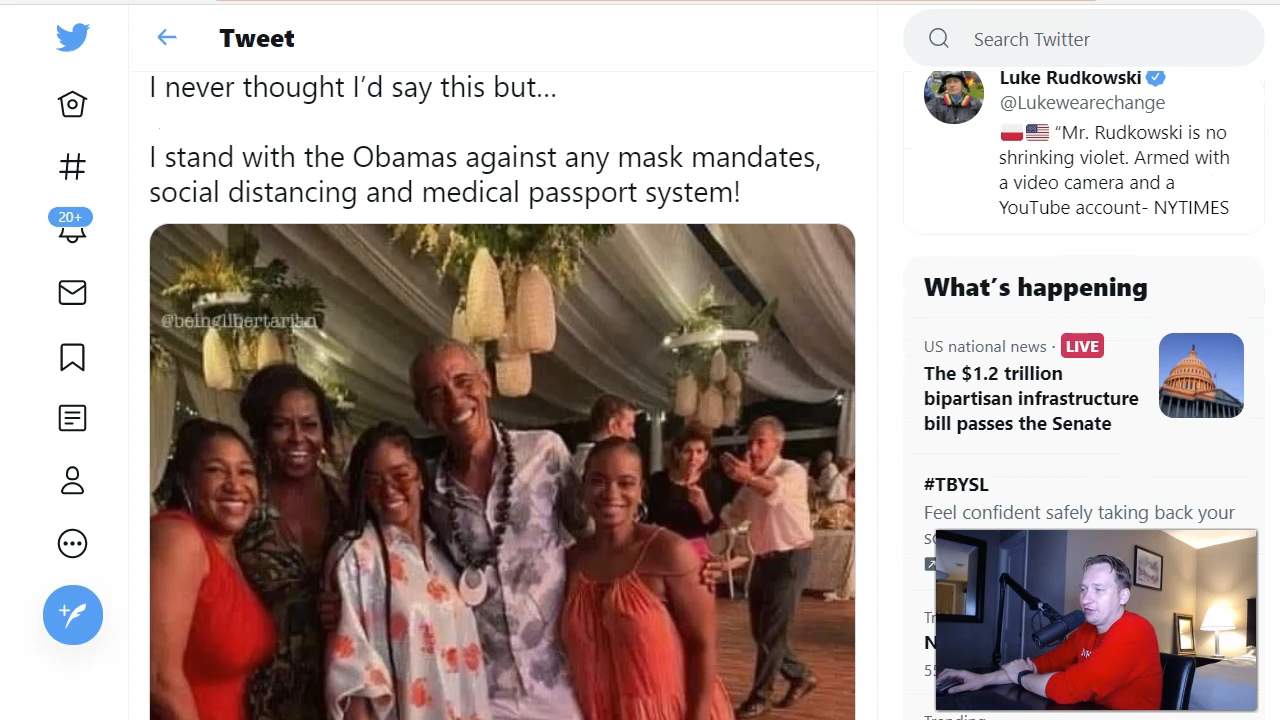 Tweet
I never thought I’d say this but...
I stand with the Obamas against any mask mandates,
social distancing and medical passport system!
@beinglibertarian
20+
Search Twitter
Luke Rudkowski
@Lukewearechange
“Mr. Rudkowski is no
shrinking violet. Armed with
a video camera and a
YouTube account- NYTIMES
What’s happening
US national news · LIVE
The $1.2 trillion
bipartisan infrastructure
bill passes the Senate
#TBYSL
Feel confident safely taking back your
Trending